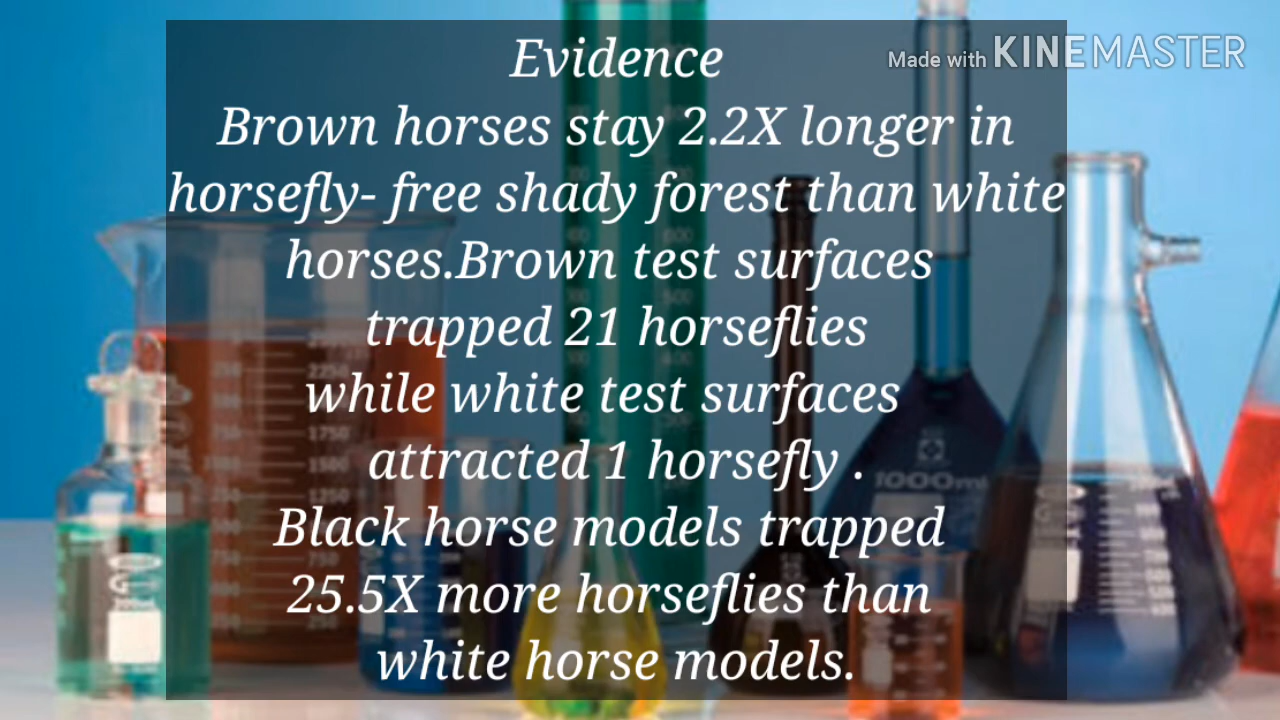 Evidence
Made with KINEMASTER
Brown horses stay 2.2X longer in
horsefly- free shady forest than white
horses.Brown test surfaces
trapped 21 horseflies
while white test surfaces
attracted 1 horsefly .
1000ml
Black horse models trapped
25.5X more horseflies than
white horse models.